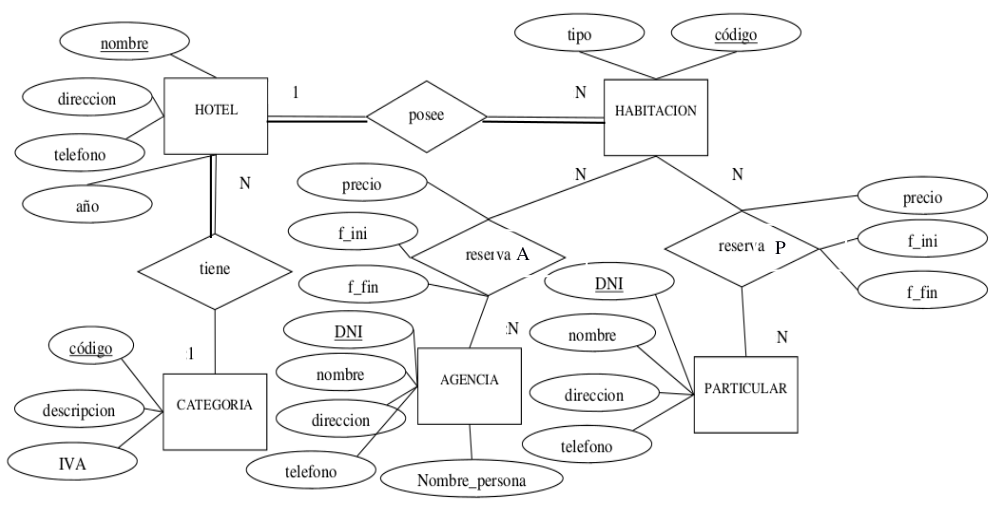 nombre
tipo
código
direccion
HOTEL
1
posee
N
HABITACION
telefono
año
N
precio
N
N
precio
f_ini
reserva A
reserva P
f_ini
tiene
f_fin
DNI
f_fin
código
1
DNI
N
nombre
N
nombre
AGENCIA
PARTICULAR
descripcion
CATEGORIA
direccion
direccion
IVA
telefono
Nombre_persona
telefono